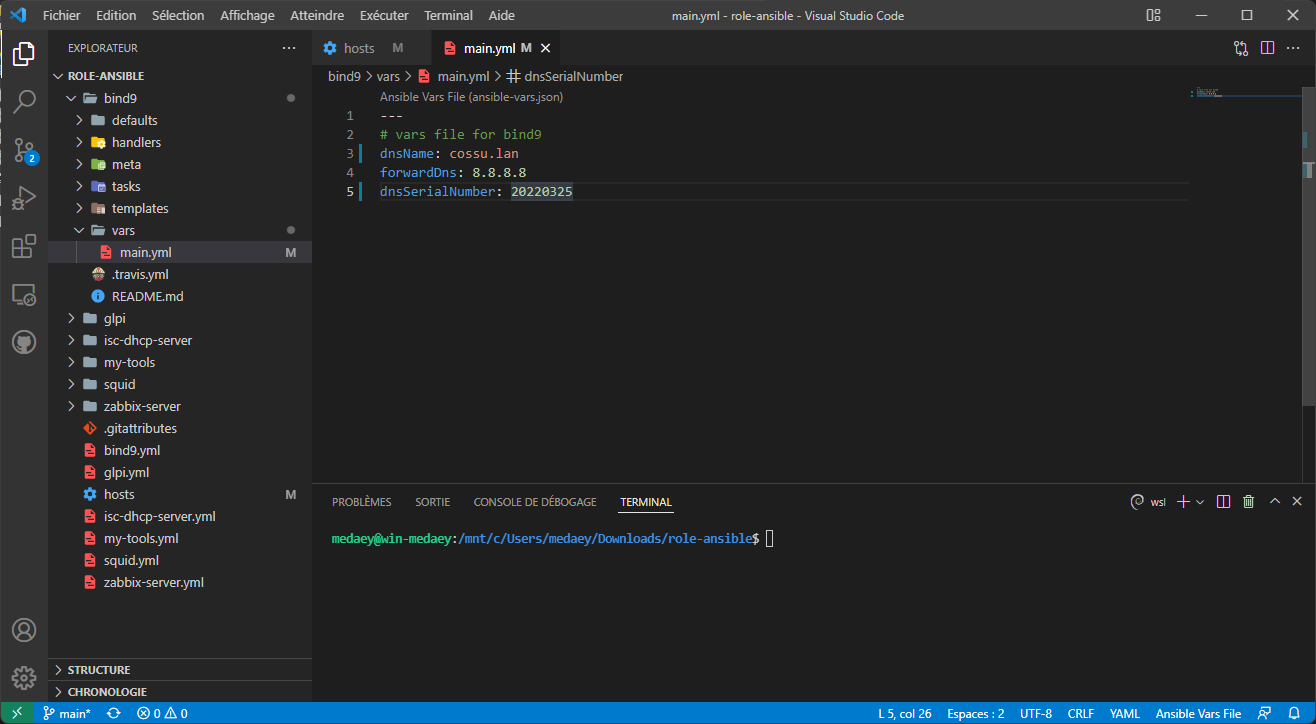 Fichier Edition Sélection Affichage Atteindre Exécuter Terminal Aide main.yml - role-ansible - Visual Studio Code
EXPLORATEUR
hosts M main.yml M
ROLE-ANSIBLE
bind9 > vars > main.yml > dnsSerialNumber
bind9
defaults
handlers
meta
tasks
templates
vars
main.yml M
.travis.yml
README.md
glpi
isc-dhcp-server
my-tools
squid
zabbix-server
.gitattributes
bind9.yml
glpi.yml
hosts M
isc-dhcp-server.yml
my-tools.yml
squid.yml
zabbix-server.yml
STRUCTURE
CHRONOLOGIE
2
Ansible Vars File (ansible-vars.json)
1 ---
2 # vars file for bind9
3 dnsName: cossu.lan
4 forwardDns: 8.8.8.8
5 dnsSerialNumber: 20220325
PROBLÈMES SORTIE CONSOLE DE DÉBOGAGE TERMINAL wsl
medaey@win-medaey:/mnt/c/Users/medaey/Downloads/role-ansible$
main* 0 0 L 5, col 26 Espaces : 2 UTF-8 CRLF YAML Ansible Vars File